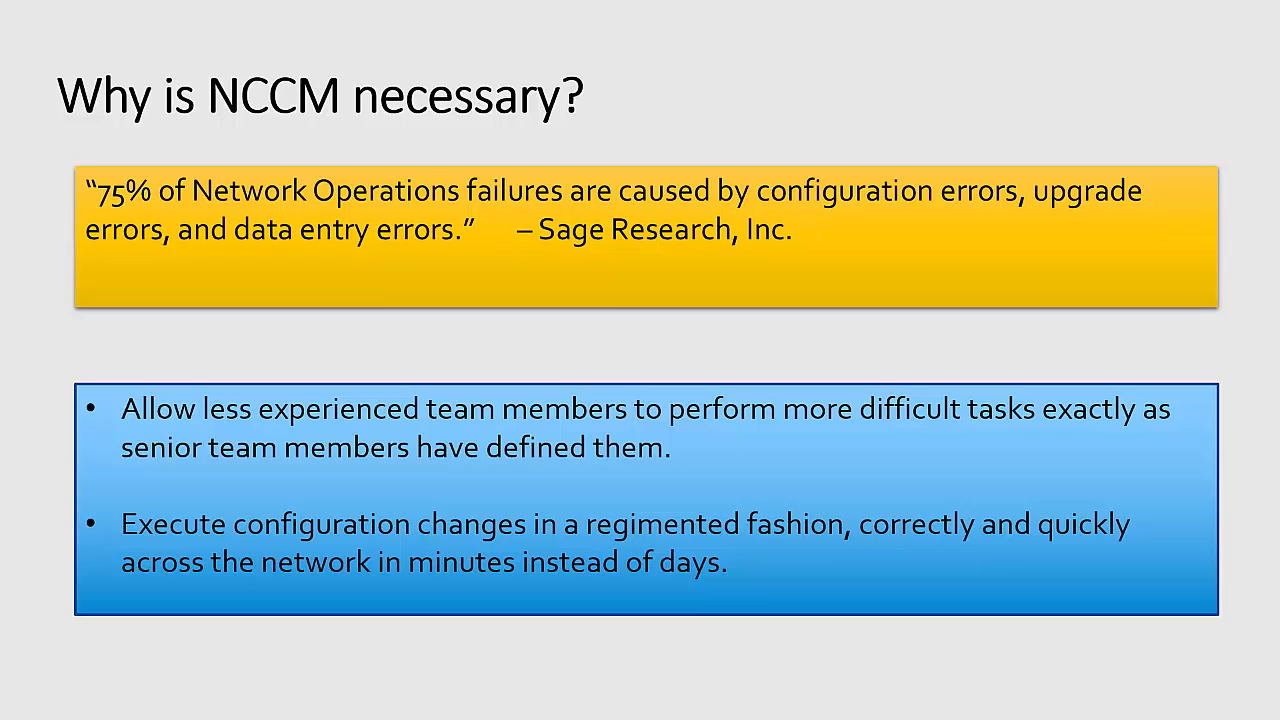 Why is NCCM necessary?
“75% of Network Operations failures are caused by configuration errors, upgrade
errors, and data entry errors.” – Sage Research, Inc.
• Allow less experienced team members to perform more difficult tasks exactly as
senior team members have defined them.
• Execute configuration changes in a regimented fashion, correctly and quickly
across the network in minutes instead of days.